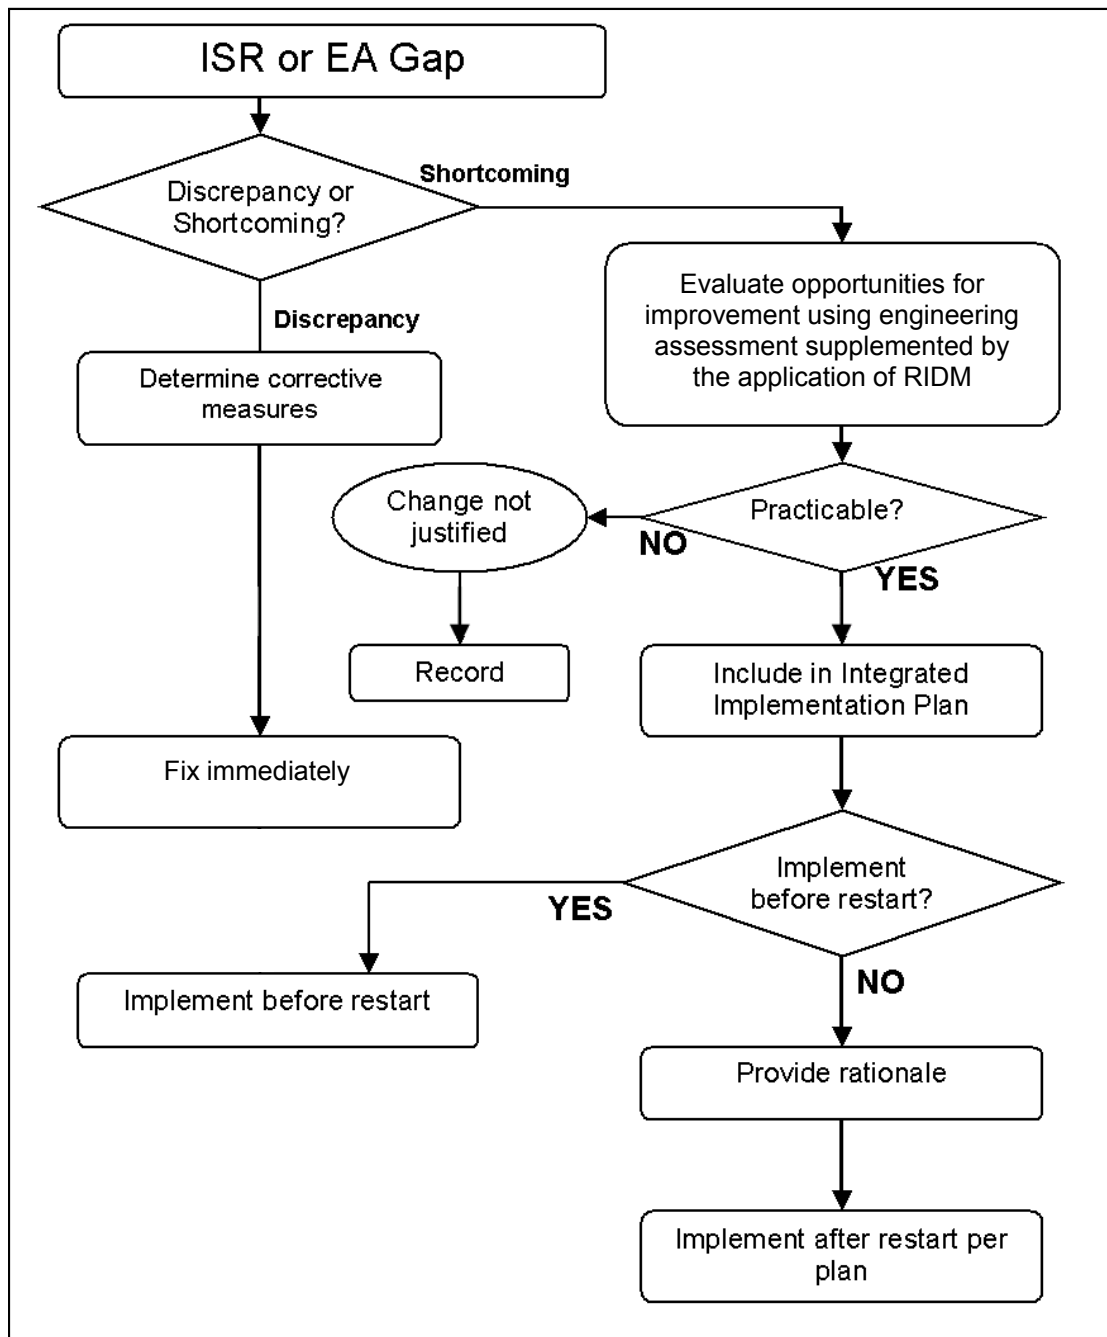 ISR or EA Gap
Discrepancy or
Shortcoming?
Shortcoming
Evaluate opportunities for
improvement using engineering
assessment supplemented by
the application of RIDM
Discrepancy
Determine corrective
measures
Change not
justified
Practicable?
NO
YES
Record
Include in Integrated
Implementation Plan
Fix immediately
Implement
before restart?
YES
NO
Implement before restart
Provide rationale
Implement after restart per
plan